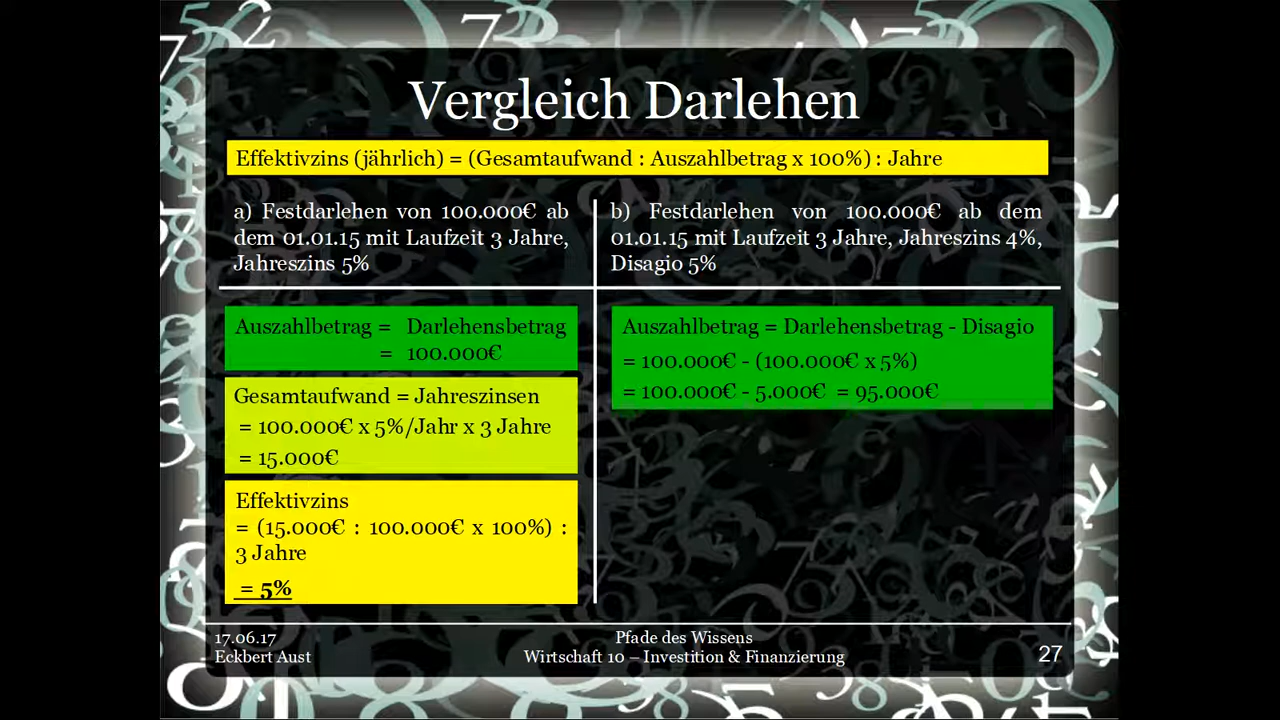 Vergleich Darlehen
Effektivzins (jährlich) = (Gesamtaufwand : Auszahlbetrag x 100%) : Jahre
a) Festdarlehen von 100.000€ ab
dem 01.01.15 mit Laufzeit 3 Jahre,
Jahreszins 5%
b) Festdarlehen von 100.000€ ab dem
01.01.15 mit Laufzeit 3 Jahre, Jahreszins 4%,
Disagio 5%
Auszahlbetrag = Darlehensbetrag
= 100.000€
Gesamtaufwand = Jahreszinsen
= 100.000€ x 5%/Jahr x 3 Jahre
= 15.000€
Effektivzins
= (15.000€ : 100.000€ x 100%) :
3 Jahre
= 5%
Auszahlbetrag = Darlehensbetrag - Disagio
= 100.000€ - (100.000€ x 5%)
= 100.000€ - 5.000€ = 95.000€
17.06.17
Eckbert Aust
Pfade des Wissens
Wirtschaft 10 – Investition & Finanzierung
27